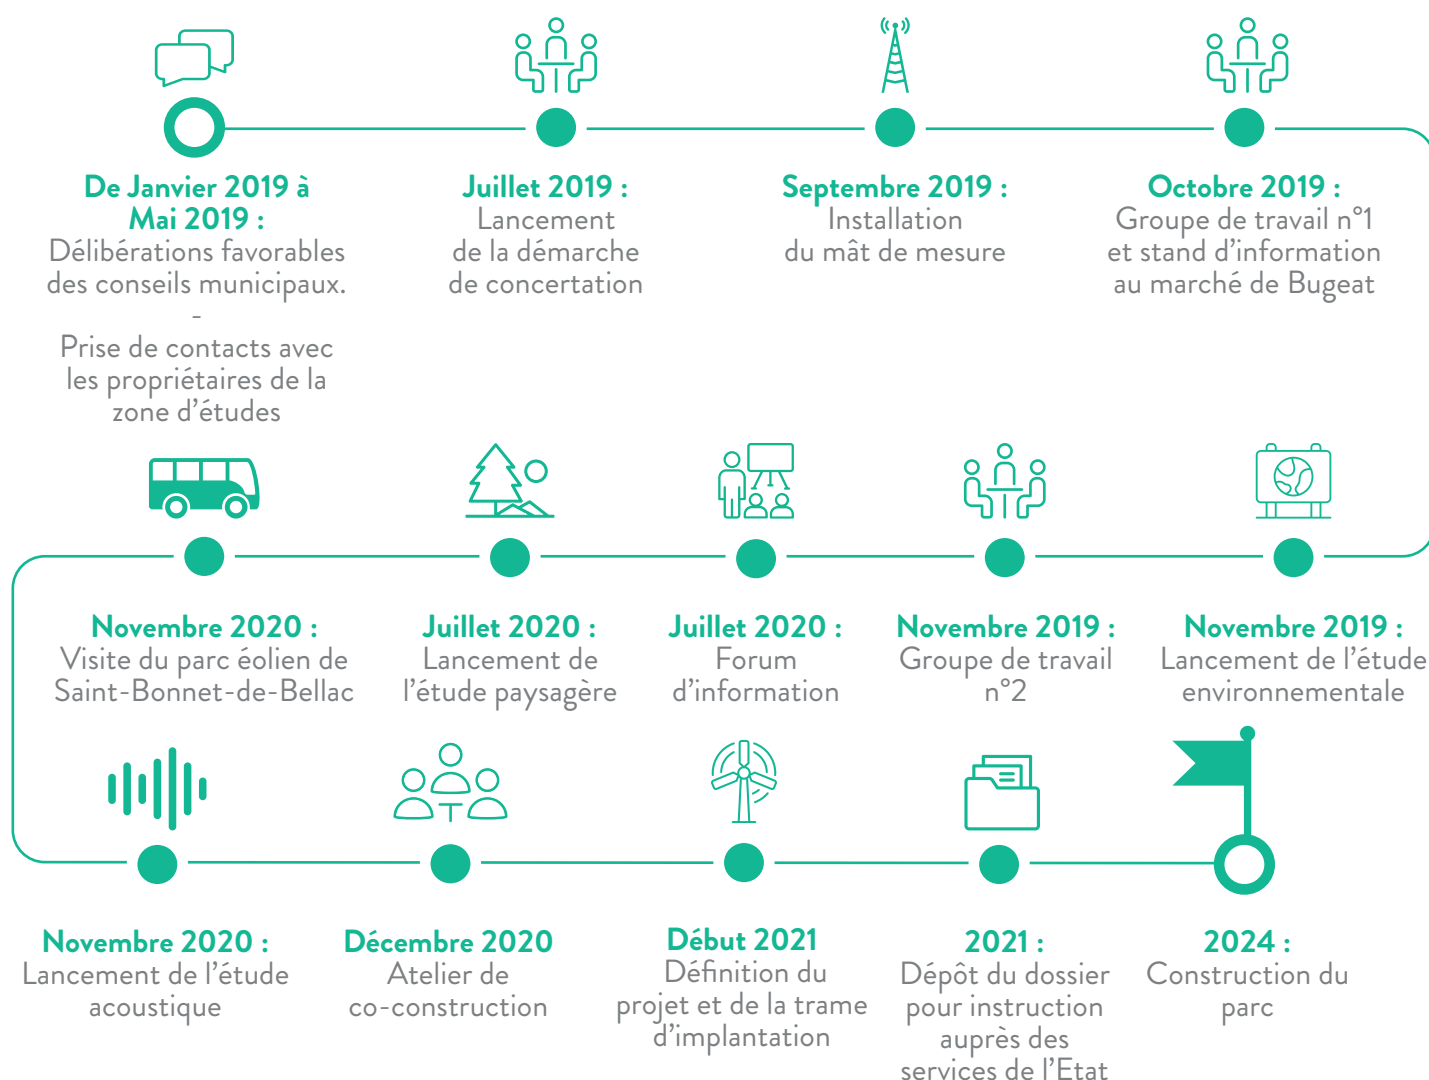 De Janvier 2019 à
Mai 2019 :
Délibérations favorables
des conseils municipaux.
-
Prise de contacts avec
les propriétaires de la
zone d’études
Juillet 2019 :
Lancement
de la démarche
de concertation
Septembre 2019 :
Installation
du mât de mesure
Octobre 2019 :
Groupe de travail n°1
et stand d’information
au marché de Bugeat
Novembre 2020 :
Visite du parc éolien de
Saint-Bonnet-de-Bellac
Juillet 2020 :
Lancement de
l’étude paysagère
Juillet 2020 :
Forum
d’information
Novembre 2019 :
Groupe de travail
n°2
Novembre 2019 :
Lancement de l’étude
environnementale
Novembre 2020 :
Lancement de l’étude
acoustique
Décembre 2020
Atelier de
co-construction
Début 2021
Définition du
projet et de la trame
d’implantation
2021 :
Dépôt du dossier
pour instruction
auprès des
services de l’Etat
2024 :
Construction du
parc